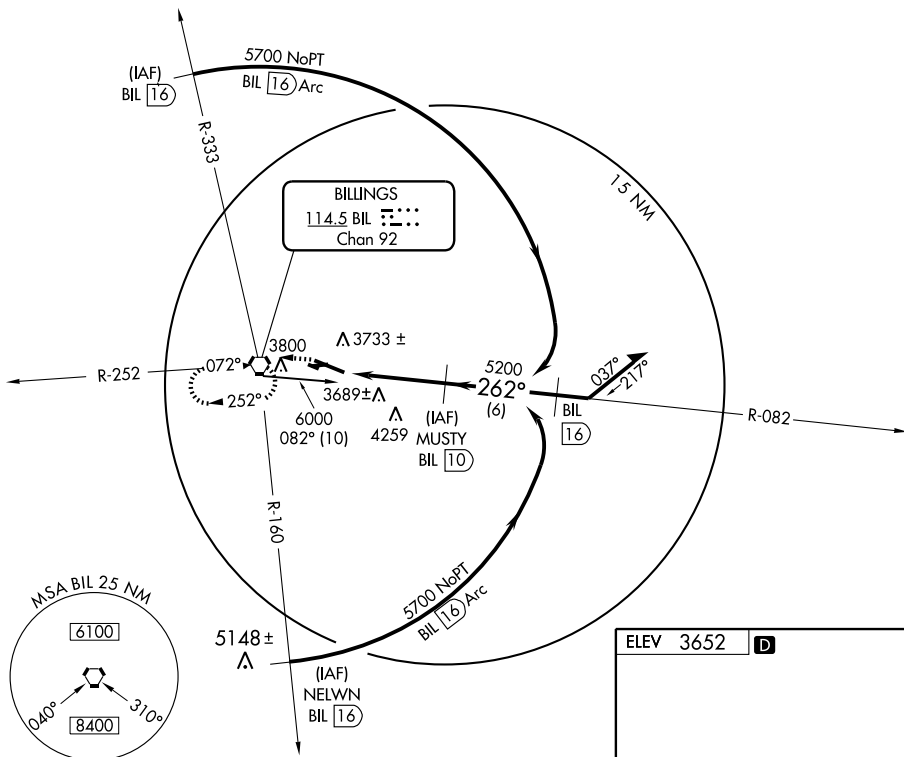 5700 NoPT
(IAF)
BIL 16
BIL 16 Arc
R-333
15 NM
BILLINGS
114.5 BIL
Chan 92
3733 ±
3800
R-252
072°
252°
3689±
6000
082° (10)
4259
(IAF)
MUSTY
BIL 10
5200
262°
(6)
BIL
16
037°
217°
R-082
R-160
5700 NoPT
BIL 16 Arc
5148 ±
(IAF)
NELWN
BIL 16
MSA BIL 25 NM
6100
040°
310°
8400
ELEV 3652 D